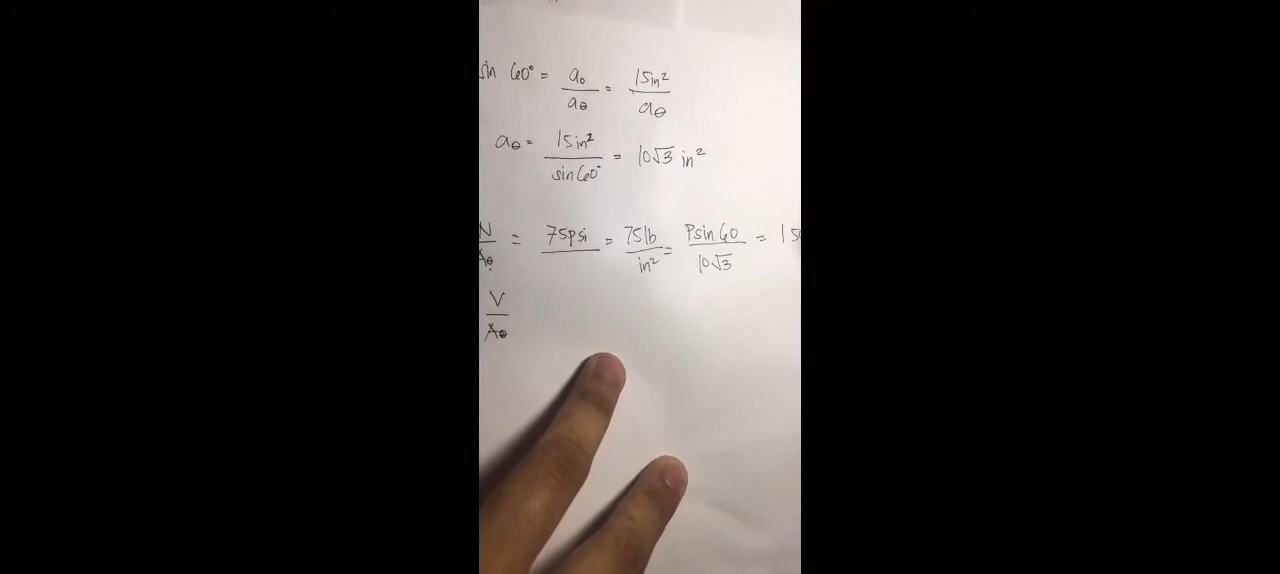 sin 60° = a₀/aθ = 15in²/aθ
aθ = 15in²/sin60° = 10√3 in²
N/Aθ = 75psi = 75lb/in² = Psin60/10√3 = 15
V/Aθ